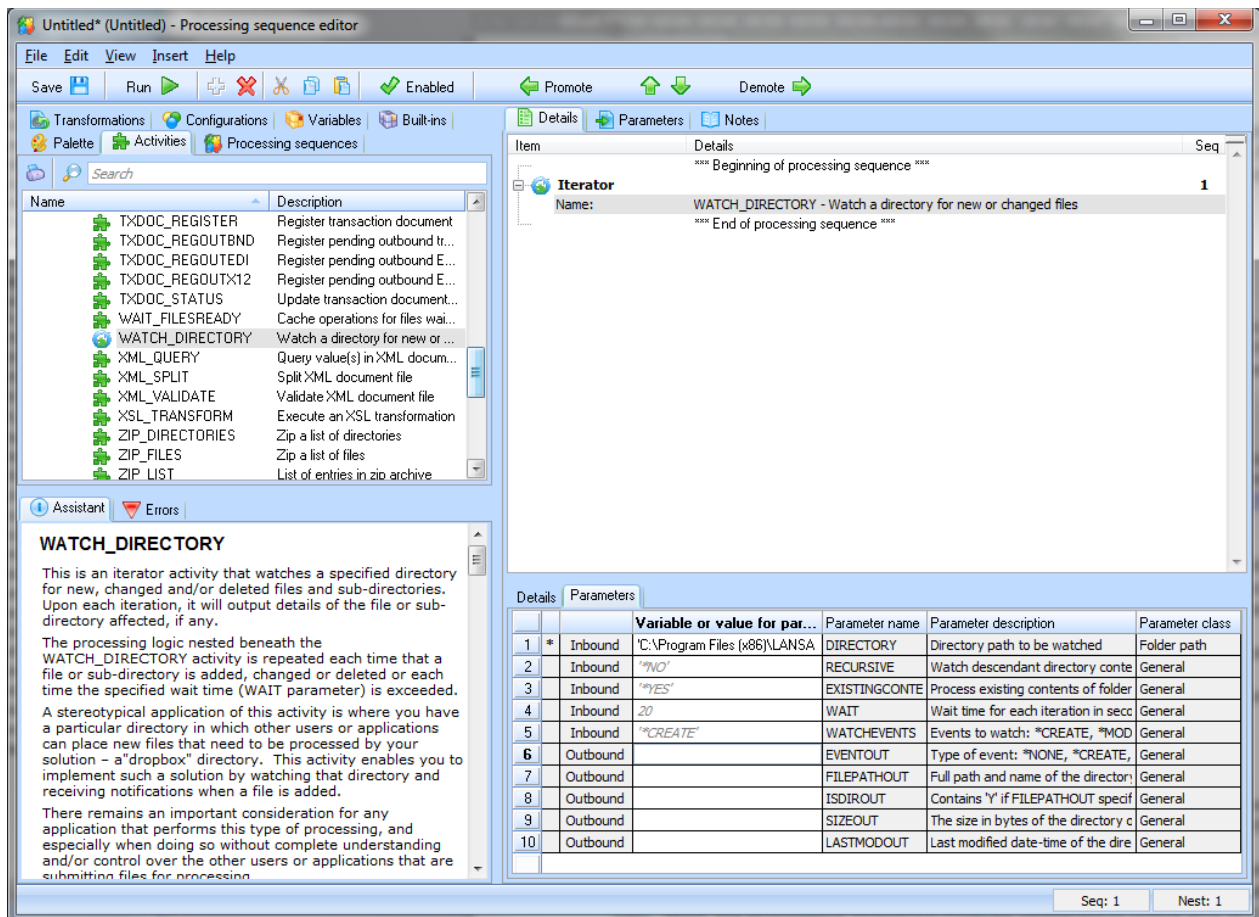 Untitled* (Untitled) - Processing sequence editor
File Edit View Insert Help
Save Run Enabled Promote Demote
Transformations Configurations Variables Built-ins
Palette Activities Processing sequences
Search
Name Description
TXDOC_REGISTER Register transaction document
TXDOC_REGOUTBND Register pending outbound tr...
TXDOC_REGOUTEDI Register pending outbound E...
TXDOC_REGOUTX12 Register pending outbound E...
TXDOC_STATUS Update transaction document...
WAIT_FILESREADY Cache operations for files wai...
WATCH_DIRECTORY Watch a directory for new or ...
XML_QUERY Query value(s) in XML docum...
XML_SPLIT Split XML document file
XML_VALIDATE Validate XML document file
XSL_TRANSFORM Execute an XSL transformation
ZIP_DIRECTORIES Zip a list of directories
ZIP_FILES Zip a list of files
ZIP_LIST List of entries in zip archive
Assistant Errors
WATCH_DIRECTORY
This is an iterator activity that watches a specified directory
for new, changed and/or deleted files and sub-directories.
Upon each iteration, it will output details of the file or sub-
directory affected, if any.
The processing logic nested beneath the
WATCH_DIRECTORY activity is repeated each time that a
file or sub-directory is added, changed or deleted or each
time the specified wait time (WAIT parameter) is exceeded.
A stereotypical application of this activity is where you have
a particular directory in which other users or applications
can place new files that need to be processed by your
solution – a"dropbox" directory. This activity enables you to
implement such a solution by watching that directory and
receiving notifications when a file is added.
There remains an important consideration for any
application that performs this type of processing, and
especially when doing so without complete understanding
and/or control over the other users or applications that are
submitting files for processing
Details Parameters Notes
Item Details Seq
*** Beginning of processing sequence ***
Iterator 1
Name: WATCH_DIRECTORY - Watch a directory for new or changed files
*** End of processing sequence ***
Details Parameters
Variable or value for par... Parameter name Parameter description Parameter class
1 * Inbound 'C:\Program Files (x86)\LANSA DIRECTORY Directory path to be watched Folder path
2 Inbound '*NO' RECURSIVE Watch descendant directory conte General
3 Inbound '*YES' EXISTINGCONTE Process existing contents of folder General
4 Inbound 20 WAIT Wait time for each iteration in secc General
5 Inbound '*CREATE' WATCHEVENTS Events to watch: *CREATE, *MOD General
6 Outbound EVENTOUT Type of event: *NONE, *CREATE, General
7 Outbound FILEPATHOUT Full path and name of the directory General
8 Outbound ISDIROUT Contains 'Y' if FILEPATHOUT specif General
9 Outbound SIZEOUT The size in bytes of the directory c General
10 Outbound LASTMODOUT Last modified date-time of the dire General
Seq: 1 Nest: 1